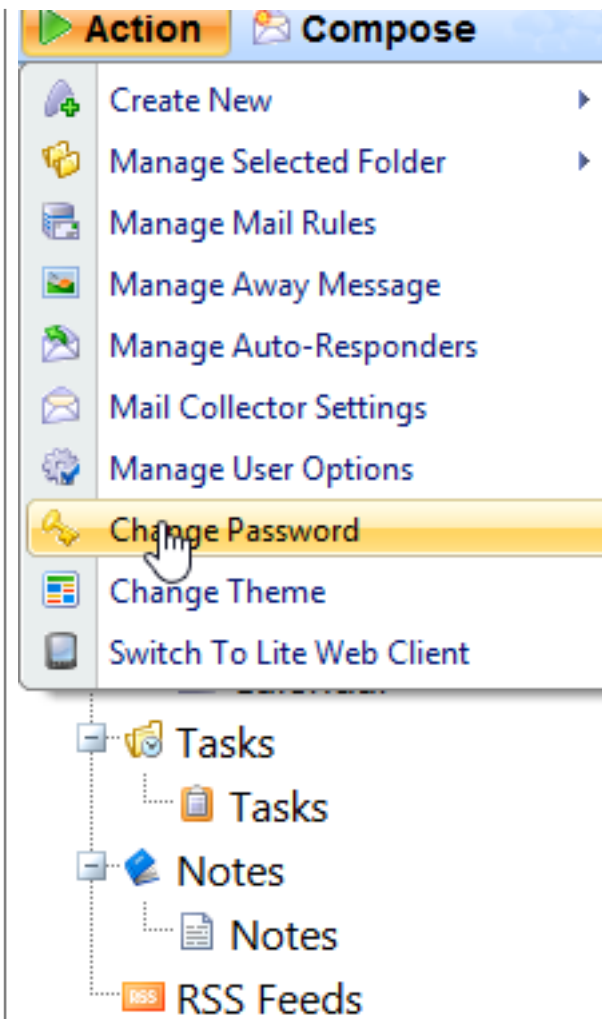 Action Compose
Create New
Manage Selected Folder
Manage Mail Rules
Manage Away Message
Manage Auto-Responders
Mail Collector Settings
Manage User Options
Change Password
Change Theme
Switch To Lite Web Client
Tasks
Tasks
Notes
Notes
RSS RSS Feeds